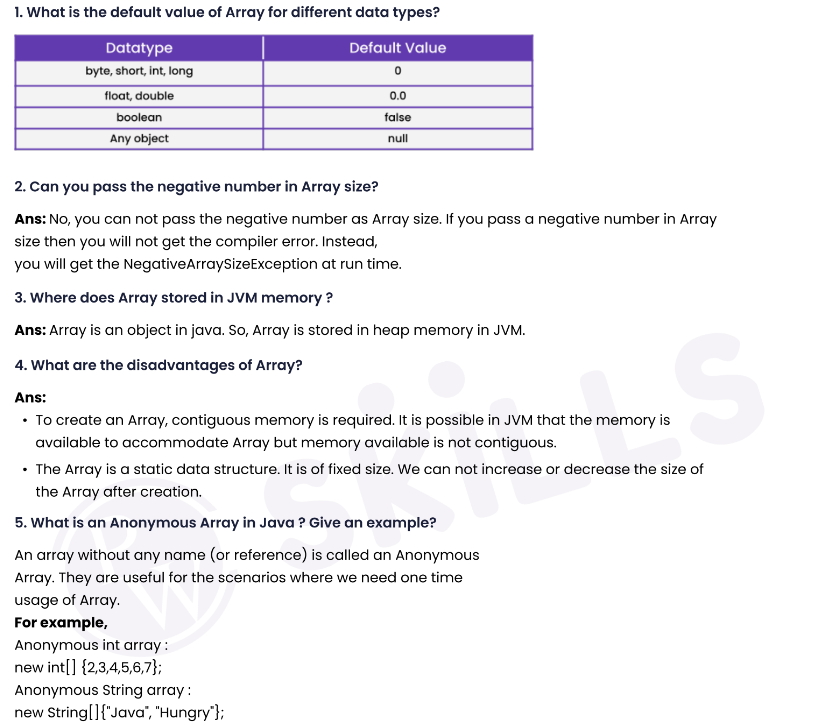 1. What is the default value of Array for different data types?
Datatype Default Value
byte, short, int, long 0
float, double 0.0
boolean false
Any object null
2. Can you pass the negative number in Array size?
Ans: No, you can not pass the negative number as Array size. If you pass a negative number in Array
size then you will not get the compiler error. Instead,
you will get the NegativeArraySizeException at run time.
3. Where does Array stored in JVM memory ?
Ans: Array is an object in java. So, Array is stored in heap memory in JVM.
4. What are the disadvantages of Array?
Ans:
• To create an Array, contiguous memory is required. It is possible in JVM that the memory is
available to accommodate Array but memory available is not contiguous.
• The Array is a static data structure. It is of fixed size. We can not increase or decrease the size of
the Array after creation.
5. What is an Anonymous Array in Java ? Give an example?
An array without any name (or reference) is called an Anonymous
Array. They are useful for the scenarios where we need one time
usage of Array.
For example,
Anonymous int array :
new int[] {2,3,4,5,6,7};
Anonymous String array :
new String[]{"Java", "Hungry"};
W SKiLLS